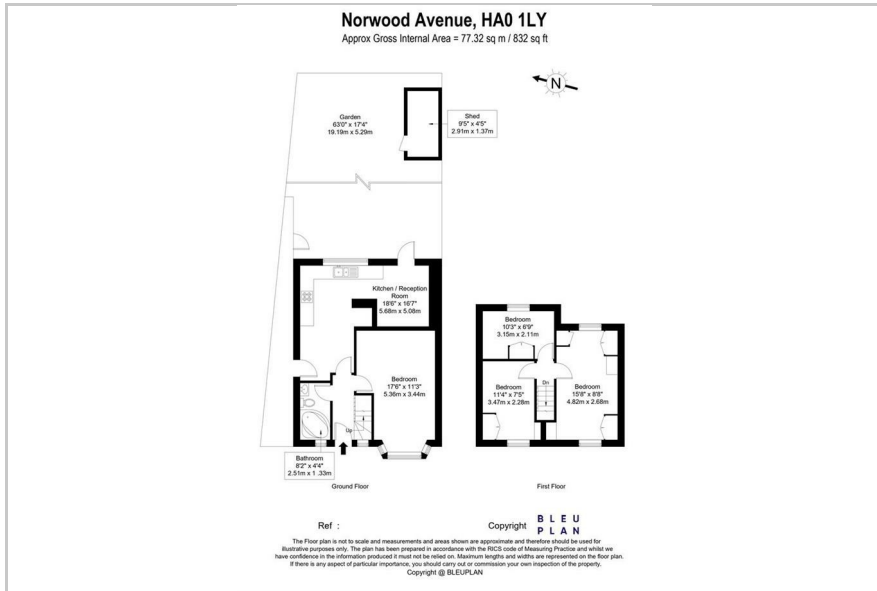 Norwood Avenue, HA0 1LY
Approx Gross Internal Area = 77.32 sq m / 832 sq ft
N
Garden
63'0" x 17'4"
19.19m x 5.29m
Shed
9'5" x 4'5"
2.91m x 1.37m
Kitchen / Reception
Room
18'6" x 16'7"
5.68m x 5.08m
Bedroom
17'6" x 11'3"
5.36m x 3.44m
Up
Bathroom
8'2" x 4'4"
2.51m x 1 .33m
Ground Floor
Bedroom
10'3" x 6'9"
3.15m x 2.11m
Dn
Bedroom
11'4" x 7'5"
3.47m x 2.28m
Bedroom
15'8" x 8'8"
4.82m x 2.68m
First Floor
Ref :
Copyright
BLEU
PLAN
The Floor plan is not to scale and measurements and areas shown are approximate and therefore should be used for
illustrative purposes only. The plan has been prepared in accordance with the RICS code of Measuring Practice and whilst we
have confidence in the information produced it must not be relied on. Maximum lengths and widths are represented on the floor plan.
If there is any aspect of particular importance, you should carry out or commission your own inspection of the property.
Copyright @ BLEUPLAN